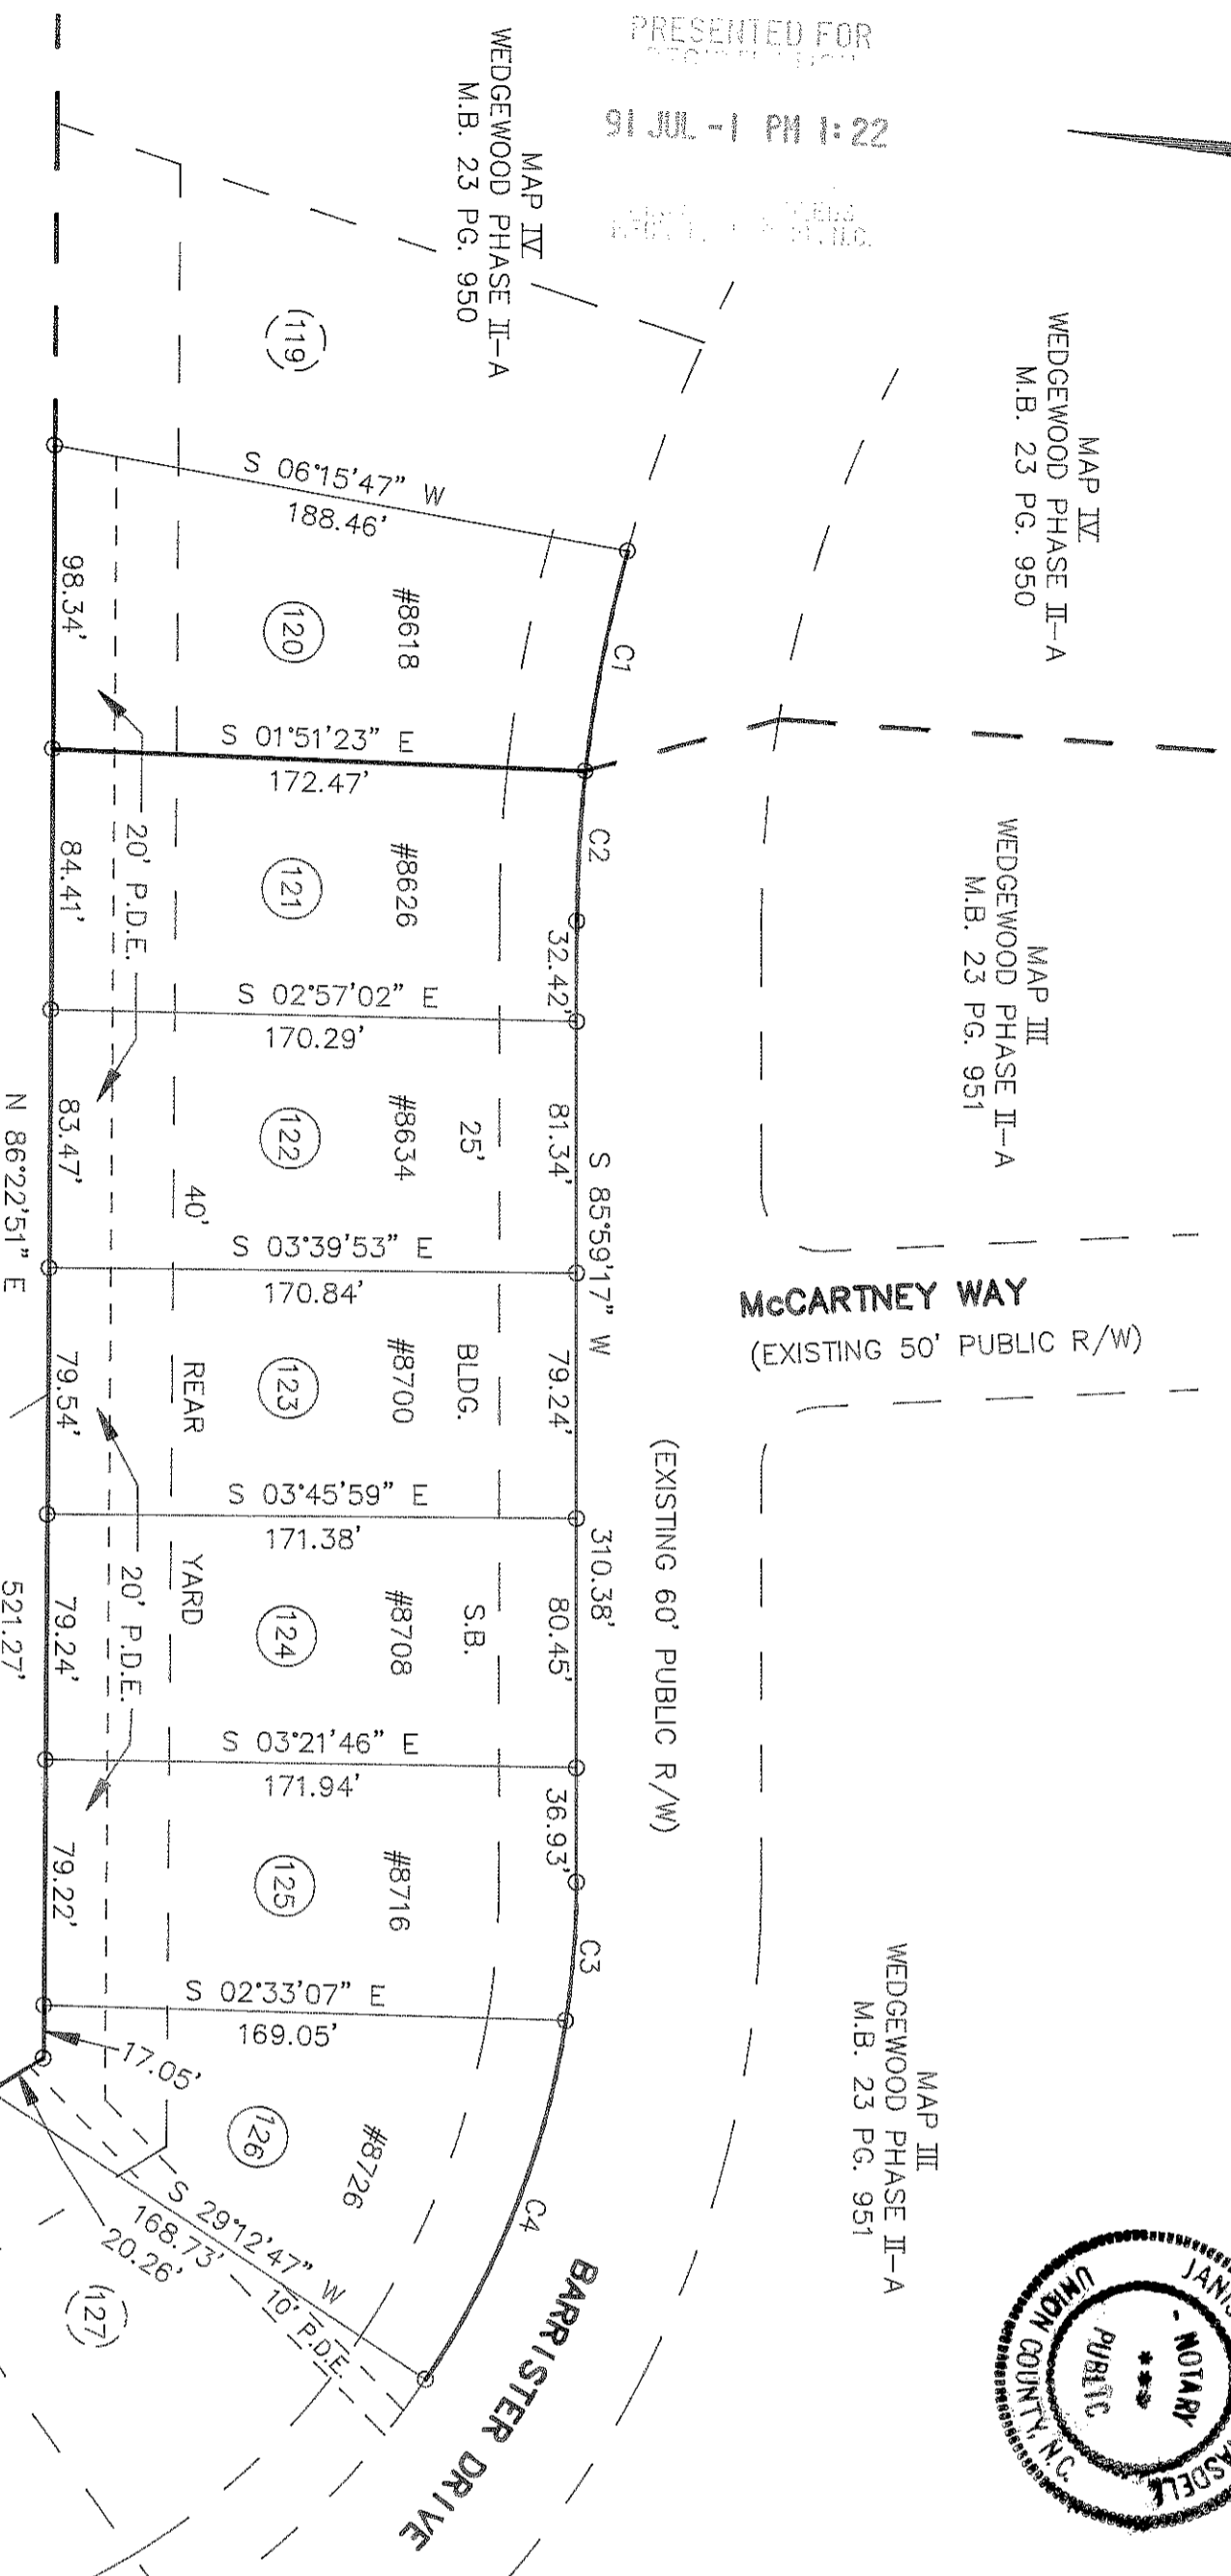 PRESENTED FOR
91 JUL -1 PM 1:22
MAP IV
WEDGEWOOD PHASE II-A
M.B. 23 PG. 950
MAP IV
WEDGEWOOD PHASE II-A
M.B. 23 PG. 950
MAP III
WEDGEWOOD PHASE II-A
M.B. 23 PG. 951
McCARTNEY WAY
(EXISTING 50' PUBLIC R/W)
MAP III
WEDGEWOOD PHASE II-A
M.B. 23 PG. 951
NOTARY
PUBLIC
UNION COUNTY, N.C.
(EXISTING 60' PUBLIC R/W)
BARRISTER DRIVE
C1
C2
32.42'
81.34'
S 85°59'17" W
79.24'
310.38'
80.45'
36.93'
C3
C4
25'
BLDG.
S.B.
(119)
S 06°15'47" W
188.46'
#8618
120
S 01°51'23" E
172.47'
#8626
121
S 02°57'02" E
170.29'
#8634
122
S 03°39'53" E
170.84'
#8700
123
S 03°45'59" E
171.38'
#8708
124
S 03°21'46" E
171.94'
#8716
125
S 02°33'07" E
169.05'
#8726
126
S 29°12'47" W
168.73'
10' P.D.E.
(127)
40'
REAR
YARD
20' P.D.E.
20' P.D.E.
98.34'
84.41'
83.47'
79.54'
79.24'
79.22'
17.05'
20.26'
N 86°22'51" E
521.27'